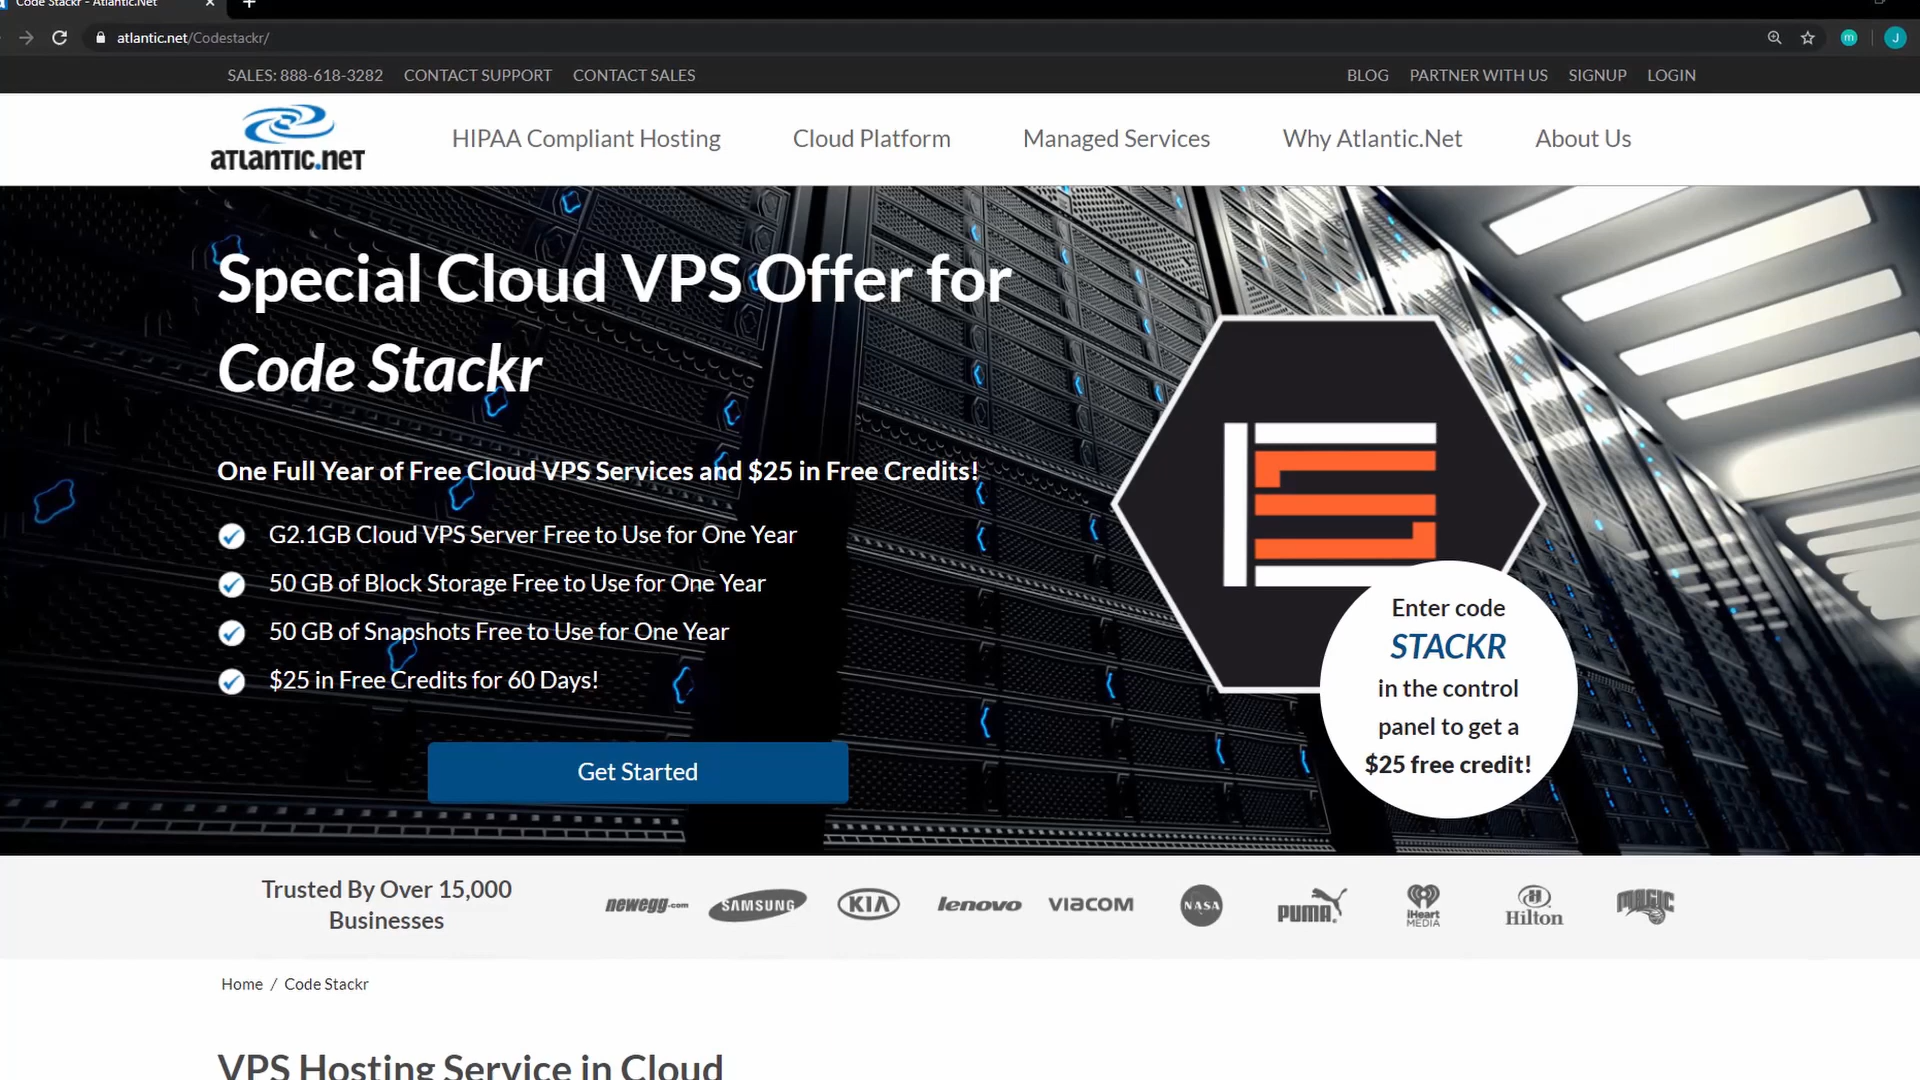 Code Stackr - Atlantic.Net
atlantic.net/Codestackr/
m
J
SALES: 888-618-3282 CONTACT SUPPORT CONTACT SALES
BLOG PARTNER WITH US SIGNUP LOGIN
ATLANTIC.NET
HIPAA Compliant Hosting Cloud Platform Managed Services Why Atlantic.Net About Us
Special Cloud VPS Offer for
Code Stackr
One Full Year of Free Cloud VPS Services and $25 in Free Credits!
G2.1GB Cloud VPS Server Free to Use for One Year
50 GB of Block Storage Free to Use for One Year
50 GB of Snapshots Free to Use for One Year
$25 in Free Credits for 60 Days!
Get Started
Enter code
STACKR
in the control
panel to get a
$25 free credit!
Trusted By Over 15,000
Businesses
newegg.com SAMSUNG KIA lenovo VIACOM NASA PUMA iHeart MEDIA Hilton MAGIC
Home / Code Stackr
VPS Hosting Service in Cloud